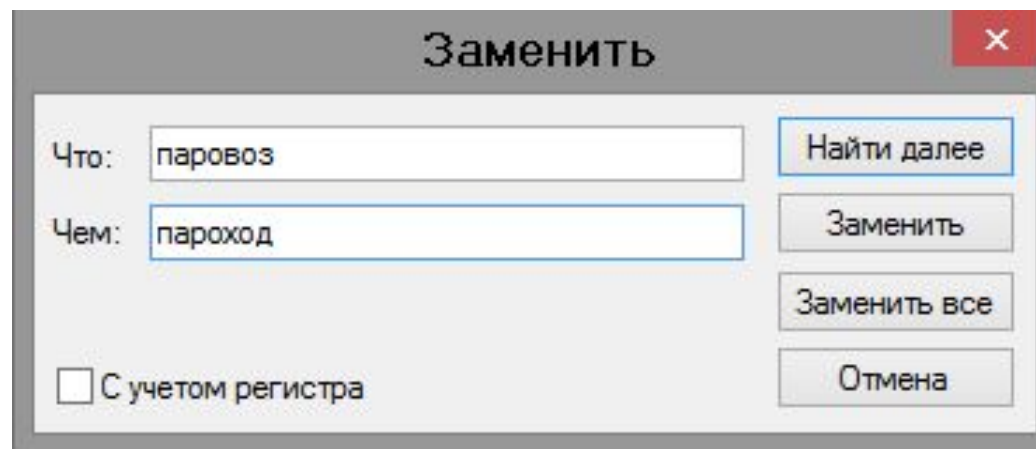 Заменить
Что: паровоз
Найти далее
Чем: пароход
Заменить
Заменить все
С учетом регистра
Отмена